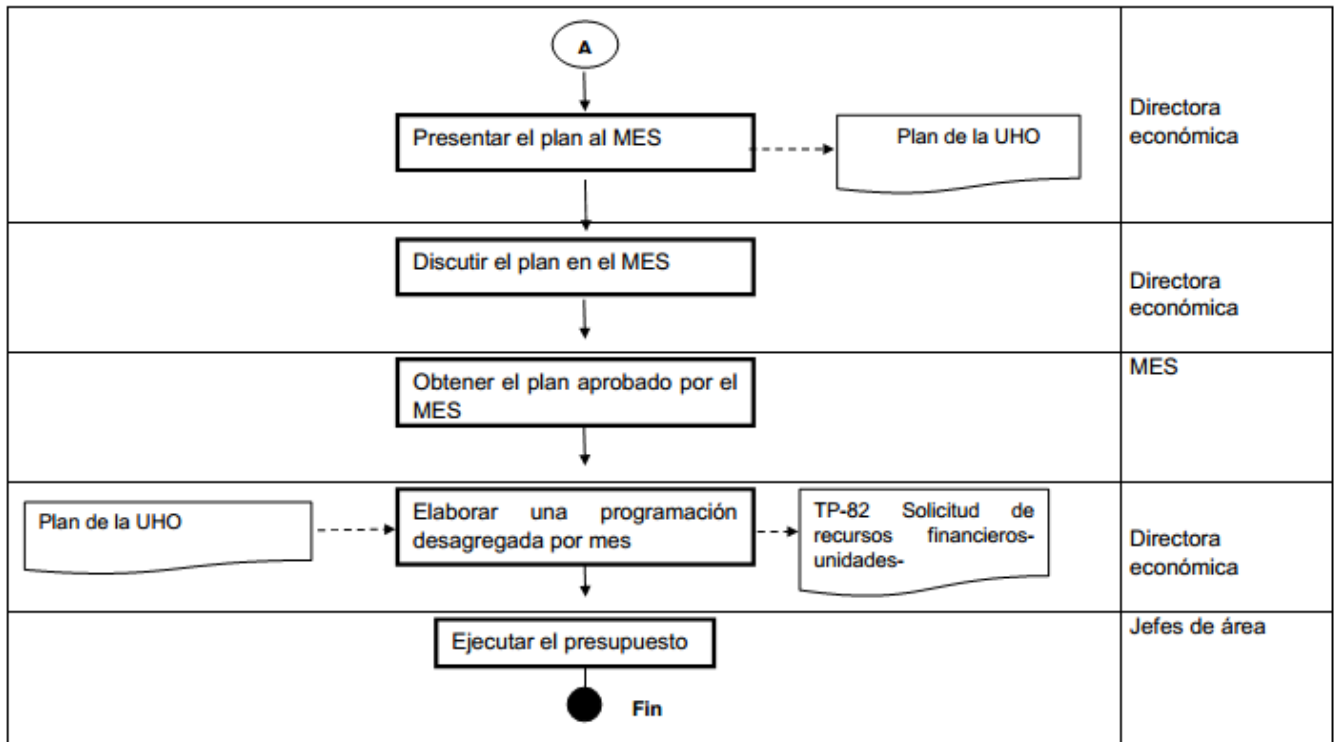 A
Presentar el plan al MES
Plan de la UHO
Directora
económica
Discutir el plan en el MES
Directora
económica
Obtener el plan aprobado por el
MES
MES
Plan de la UHO
Elaborar una programación
desagregada por mes
TP-82 Solicitud de
recursos financieros-
unidades-
Directora
económica
Ejecutar el presupuesto
Jefes de área
Fin